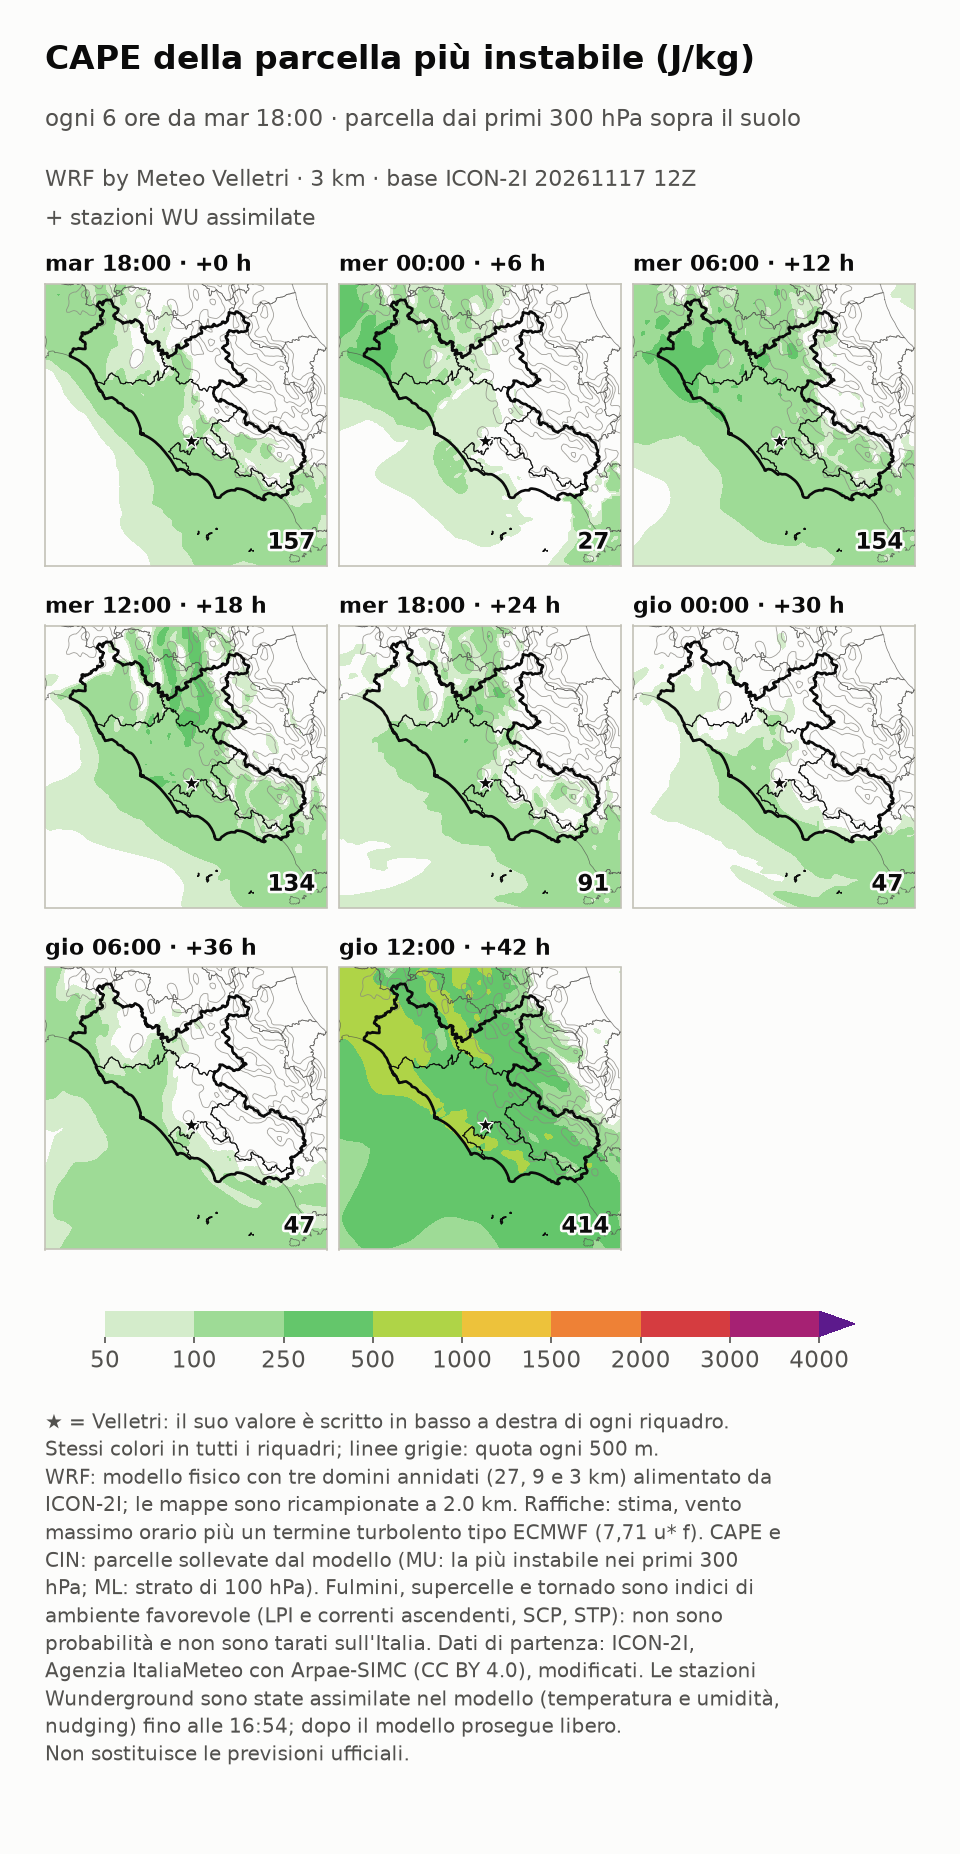 CAPE della parcella più instabile (J/kg)
ogni 6 ore da mar 18:00 · parcella dai primi 300 hPa sopra il suolo
WRF by Meteo Velletri · 3 km · base ICON-2I 20261117 12Z
+ stazioni WU assimilate
mar 18:00 · +0 h
mer 00:00 · +6 h
mer 06:00 · +12 h
157
27
154
mer 12:00 · +18 h
mer 18:00 · +24 h
gio 00:00 · +30 h
134
91
47
gio 06:00 · +36 h
gio 12:00 · +42 h
47
414
50 100 250 500 1000 1500 2000 3000 4000
★ = Velletri: il suo valore è scritto in basso a destra di ogni riquadro.
Stessi colori in tutti i riquadri; linee grigie: quota ogni 500 m.
WRF: modello fisico con tre domini annidati (27, 9 e 3 km) alimentato da
ICON-2I; le mappe sono ricampionate a 2.0 km. Raffiche: stima, vento
massimo orario più un termine turbolento tipo ECMWF (7,71 u* f). CAPE e
CIN: parcelle sollevate dal modello (MU: la più instabile nei primi 300
hPa; ML: strato di 100 hPa). Fulmini, supercelle e tornado sono indici di
ambiente favorevole (LPI e correnti ascendenti, SCP, STP): non sono
probabilità e non sono tarati sull'Italia. Dati di partenza: ICON-2I,
Agenzia ItaliaMeteo con Arpae-SIMC (CC BY 4.0), modificati. Le stazioni
Wunderground sono state assimilate nel modello (temperatura e umidità,
nudging) fino alle 16:54; dopo il modello prosegue libero.
Non sostituisce le previsioni ufficiali.